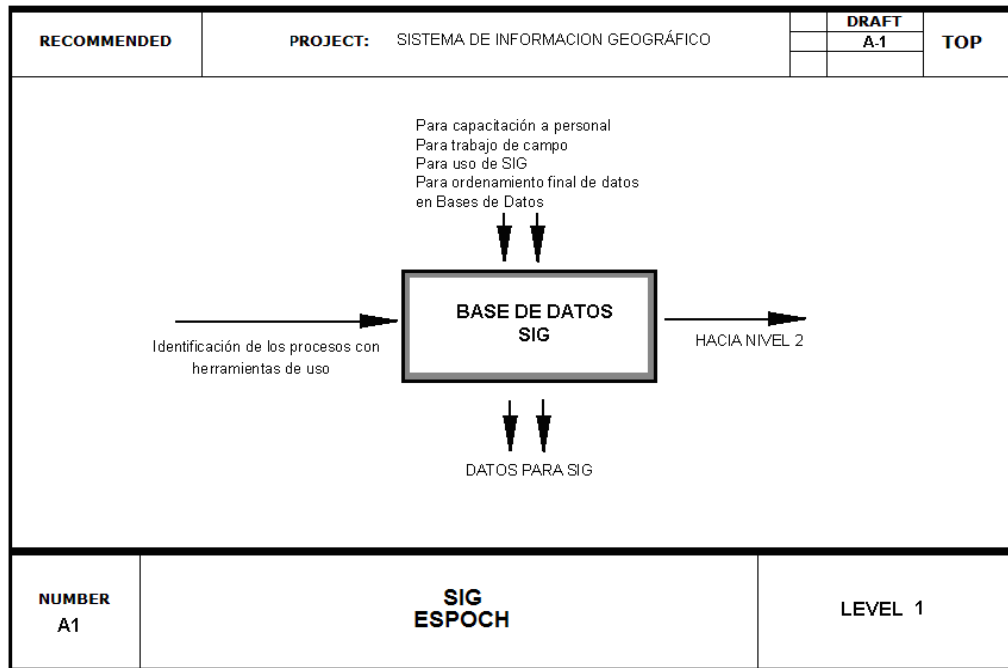 RECOMMENDED
PROJECT: SISTEMA DE INFORMACION GEOGRÁFICO
DRAFT
A-1
TOP
Para capacitación a personal
Para trabajo de campo
Para uso de SIG
Para ordenamiento final de datos
en Bases de Datos
BASE DE DATOS
SIG
Identificación de los procesos con
herramientas de uso
HACIA NIVEL 2
DATOS PARA SIG
NUMBER
A1
SIG
ESPOCH
LEVEL 1